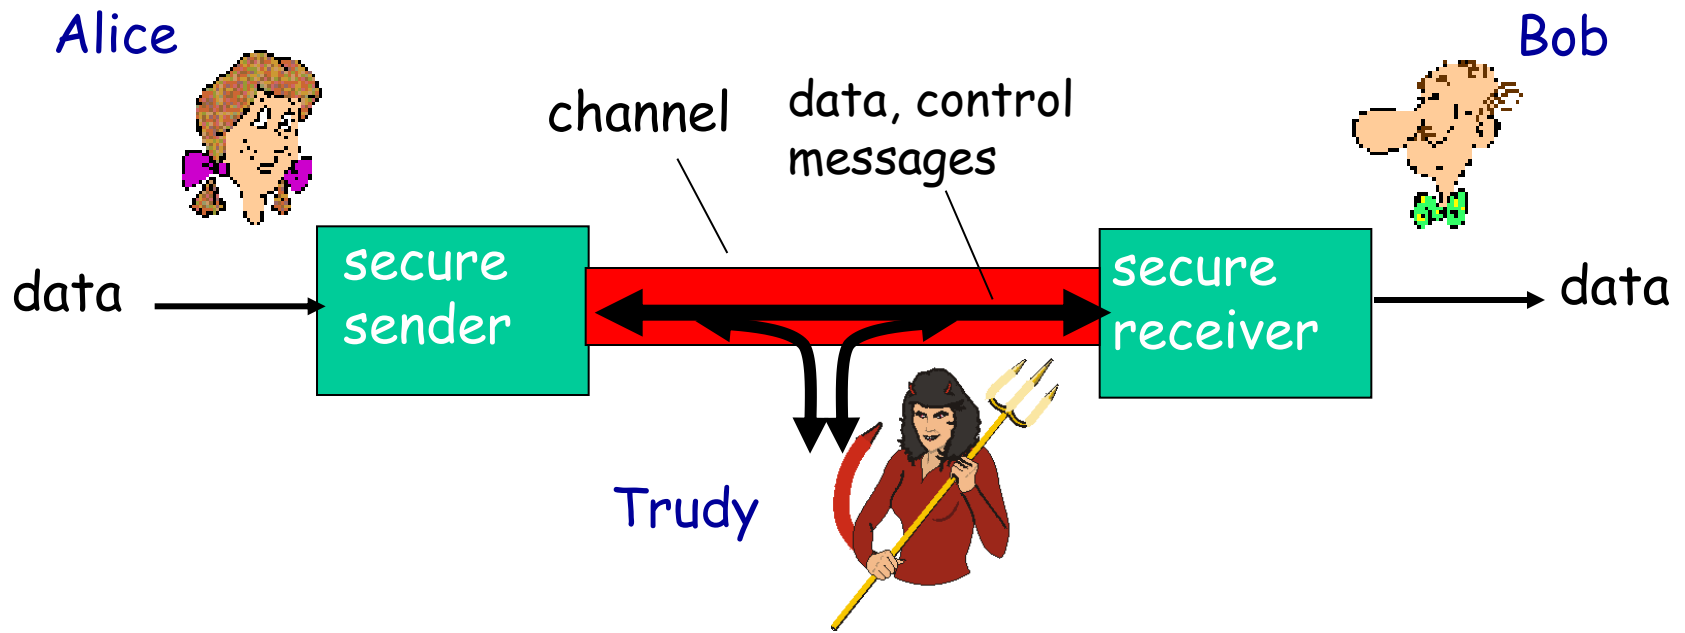 Alice
Bob
channel
data, control
messages
data
secure
sender
secure
receiver
data
Trudy